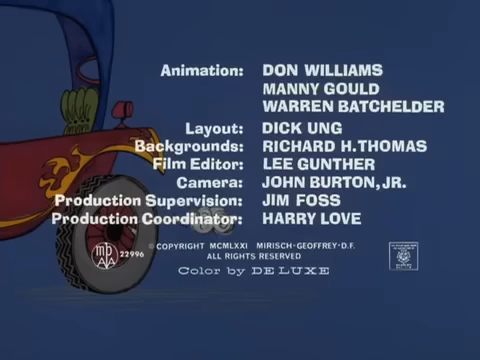 Animation: DON WILLIAMS
MANNY GOULD
WARREN BATCHELDER
Layout: DICK UNG
Backgrounds: RICHARD H. THOMAS
Film Editor: LEE GUNTHER
Camera: JOHN BURTON, JR.
Production Supervision: JIM FOSS
Production Coordinator: HARRY LOVE
© COPYRIGHT MCMLXXI MIRISCH-GEOFFREY-D.F.
ALL RIGHTS RESERVED
Color by DE LUXE
22996